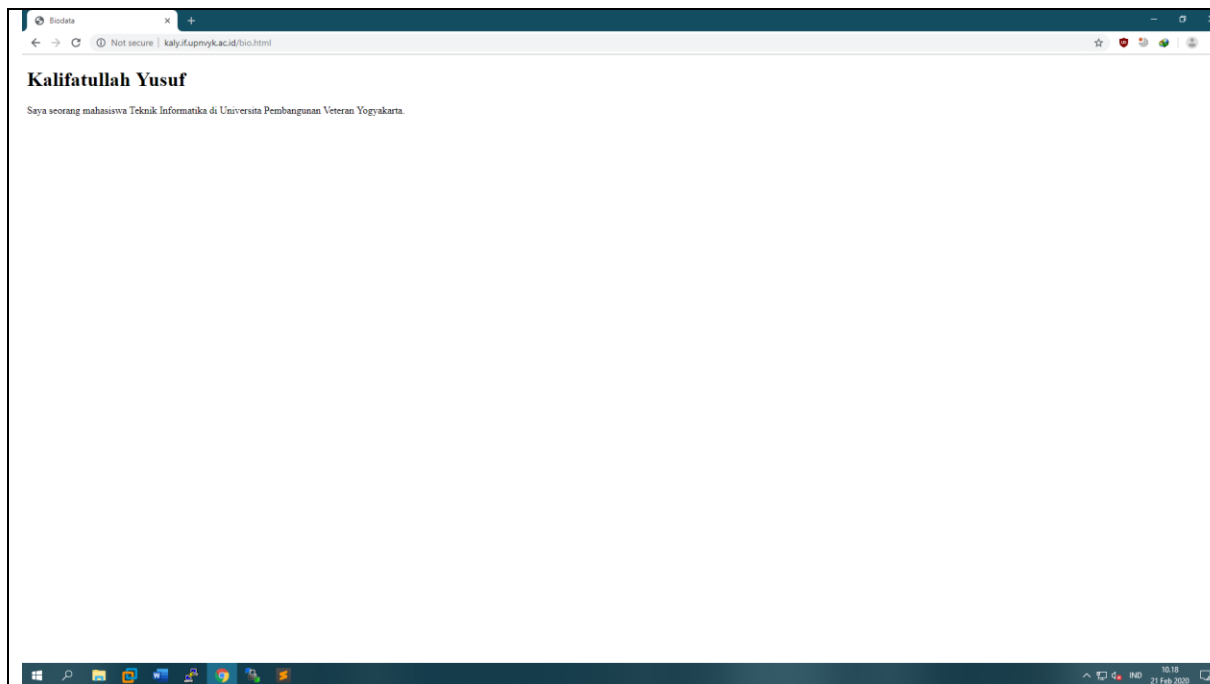 Biodata
Not secure | kaly.if.upnvyk.ac.id/bio.html
Kalifatullah Yusuf
Saya seorang mahasiswa Teknik Informatika di Universita Pembangunan Veteran Yogyakarta.
IND
10.18
21 Feb 2020